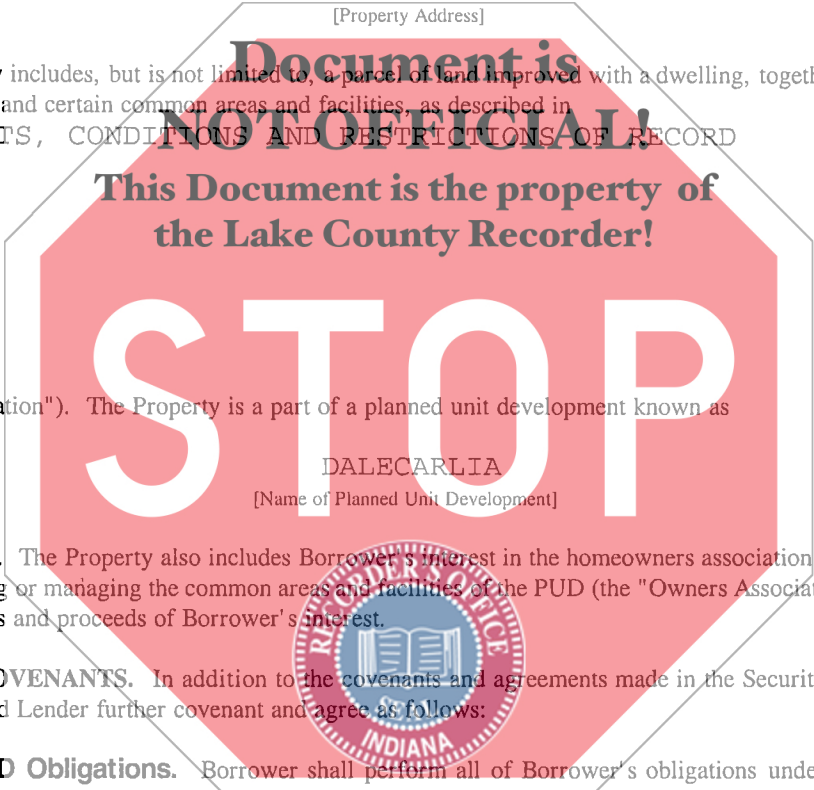 [Property Address]
Document is
includes, but is not limited to, a parcel of land improved with a dwelling, togeth
and certain common areas and facilities, as described in
NOT OFFICIAL!
TS, CONDITIONS AND RESTRICTIONS OF RECORD
This Document is the property of
the Lake County Recorder!
STOP
ation"). The Property is a part of a planned unit development known as
DALECARLIA
[Name of Planned Unit Development]
. The Property also includes Borrower's interest in the homeowners association
g or managing the common areas and facilities of the PUD (the "Owners Associat
s and proceeds of Borrower's interest.
RECORDER'S OFFICE
OVENANTS. In addition to the covenants and agreements made in the Securit
d Lender further covenant and agree as follows:
SEAL
INDIANA
D Obligations. Borrower shall perform all of Borrower's obligations unde